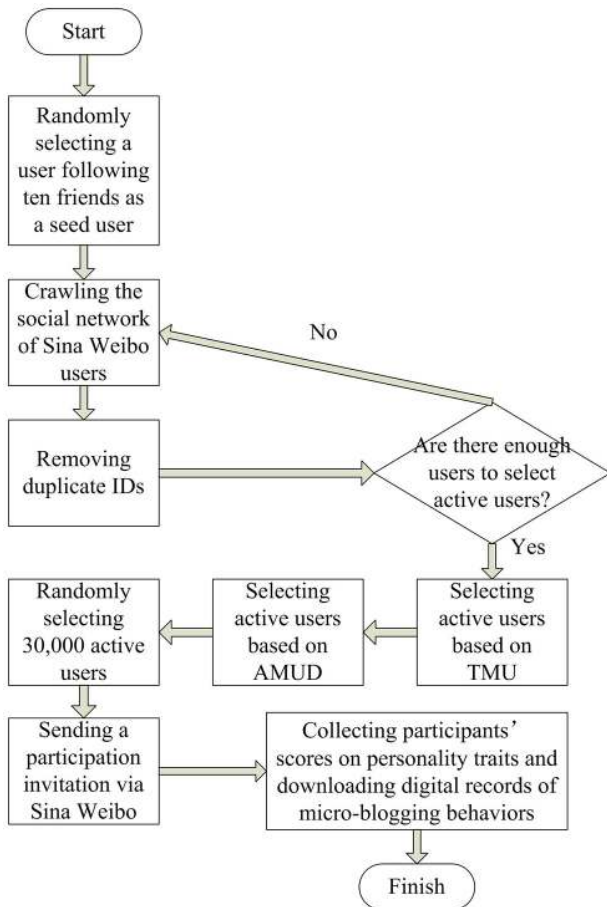 Start
Randomly
selecting a
user following
ten friends as
a seed user
Crawling the
social network
of Sina Weibo
users
No
Removing
duplicate IDs
Are there enough
users to select
active users?
Yes
Selecting
active users
based on
TMU
Selecting
active users
based on
AMUD
Randomly
selecting
30,000 active
users
Sending a
participation
invitation via
Sina Weibo
Collecting participants’
scores on personality traits and
downloading digital records of
micro-blogging behaviors
Finish